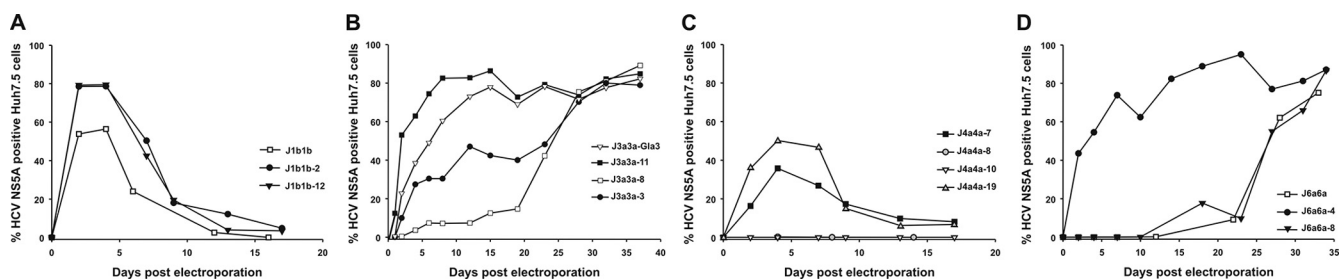 A
% HCV NS5A positive Huh7.5 cells
100
80
60
40
20
0
J1b1b
J1b1b-2
J1b1b-12
0 5 10 15 20
Days post electroporation
B
% HCV NS5A positive Huh7.5 cells
100
80
60
40
20
0
J3a3a-Gla3
J3a3a-11
J3a3a-8
J3a3a-3
0 5 10 15 20 25 30 35 40
Days post electroporation
C
% HCV NS5A positive Huh7.5 cells
100
80
60
40
20
0
J4a4a-7
J4a4a-8
J4a4a-10
J4a4a-19
0 5 10 15 20
Days post electroporation
D
% HCV NS5A positive Huh7.5 cells
100
80
60
40
20
0
J6a6a
J6a6a-4
J6a6a-8
0 5 10 15 20 25 30 35
Days post electroporation